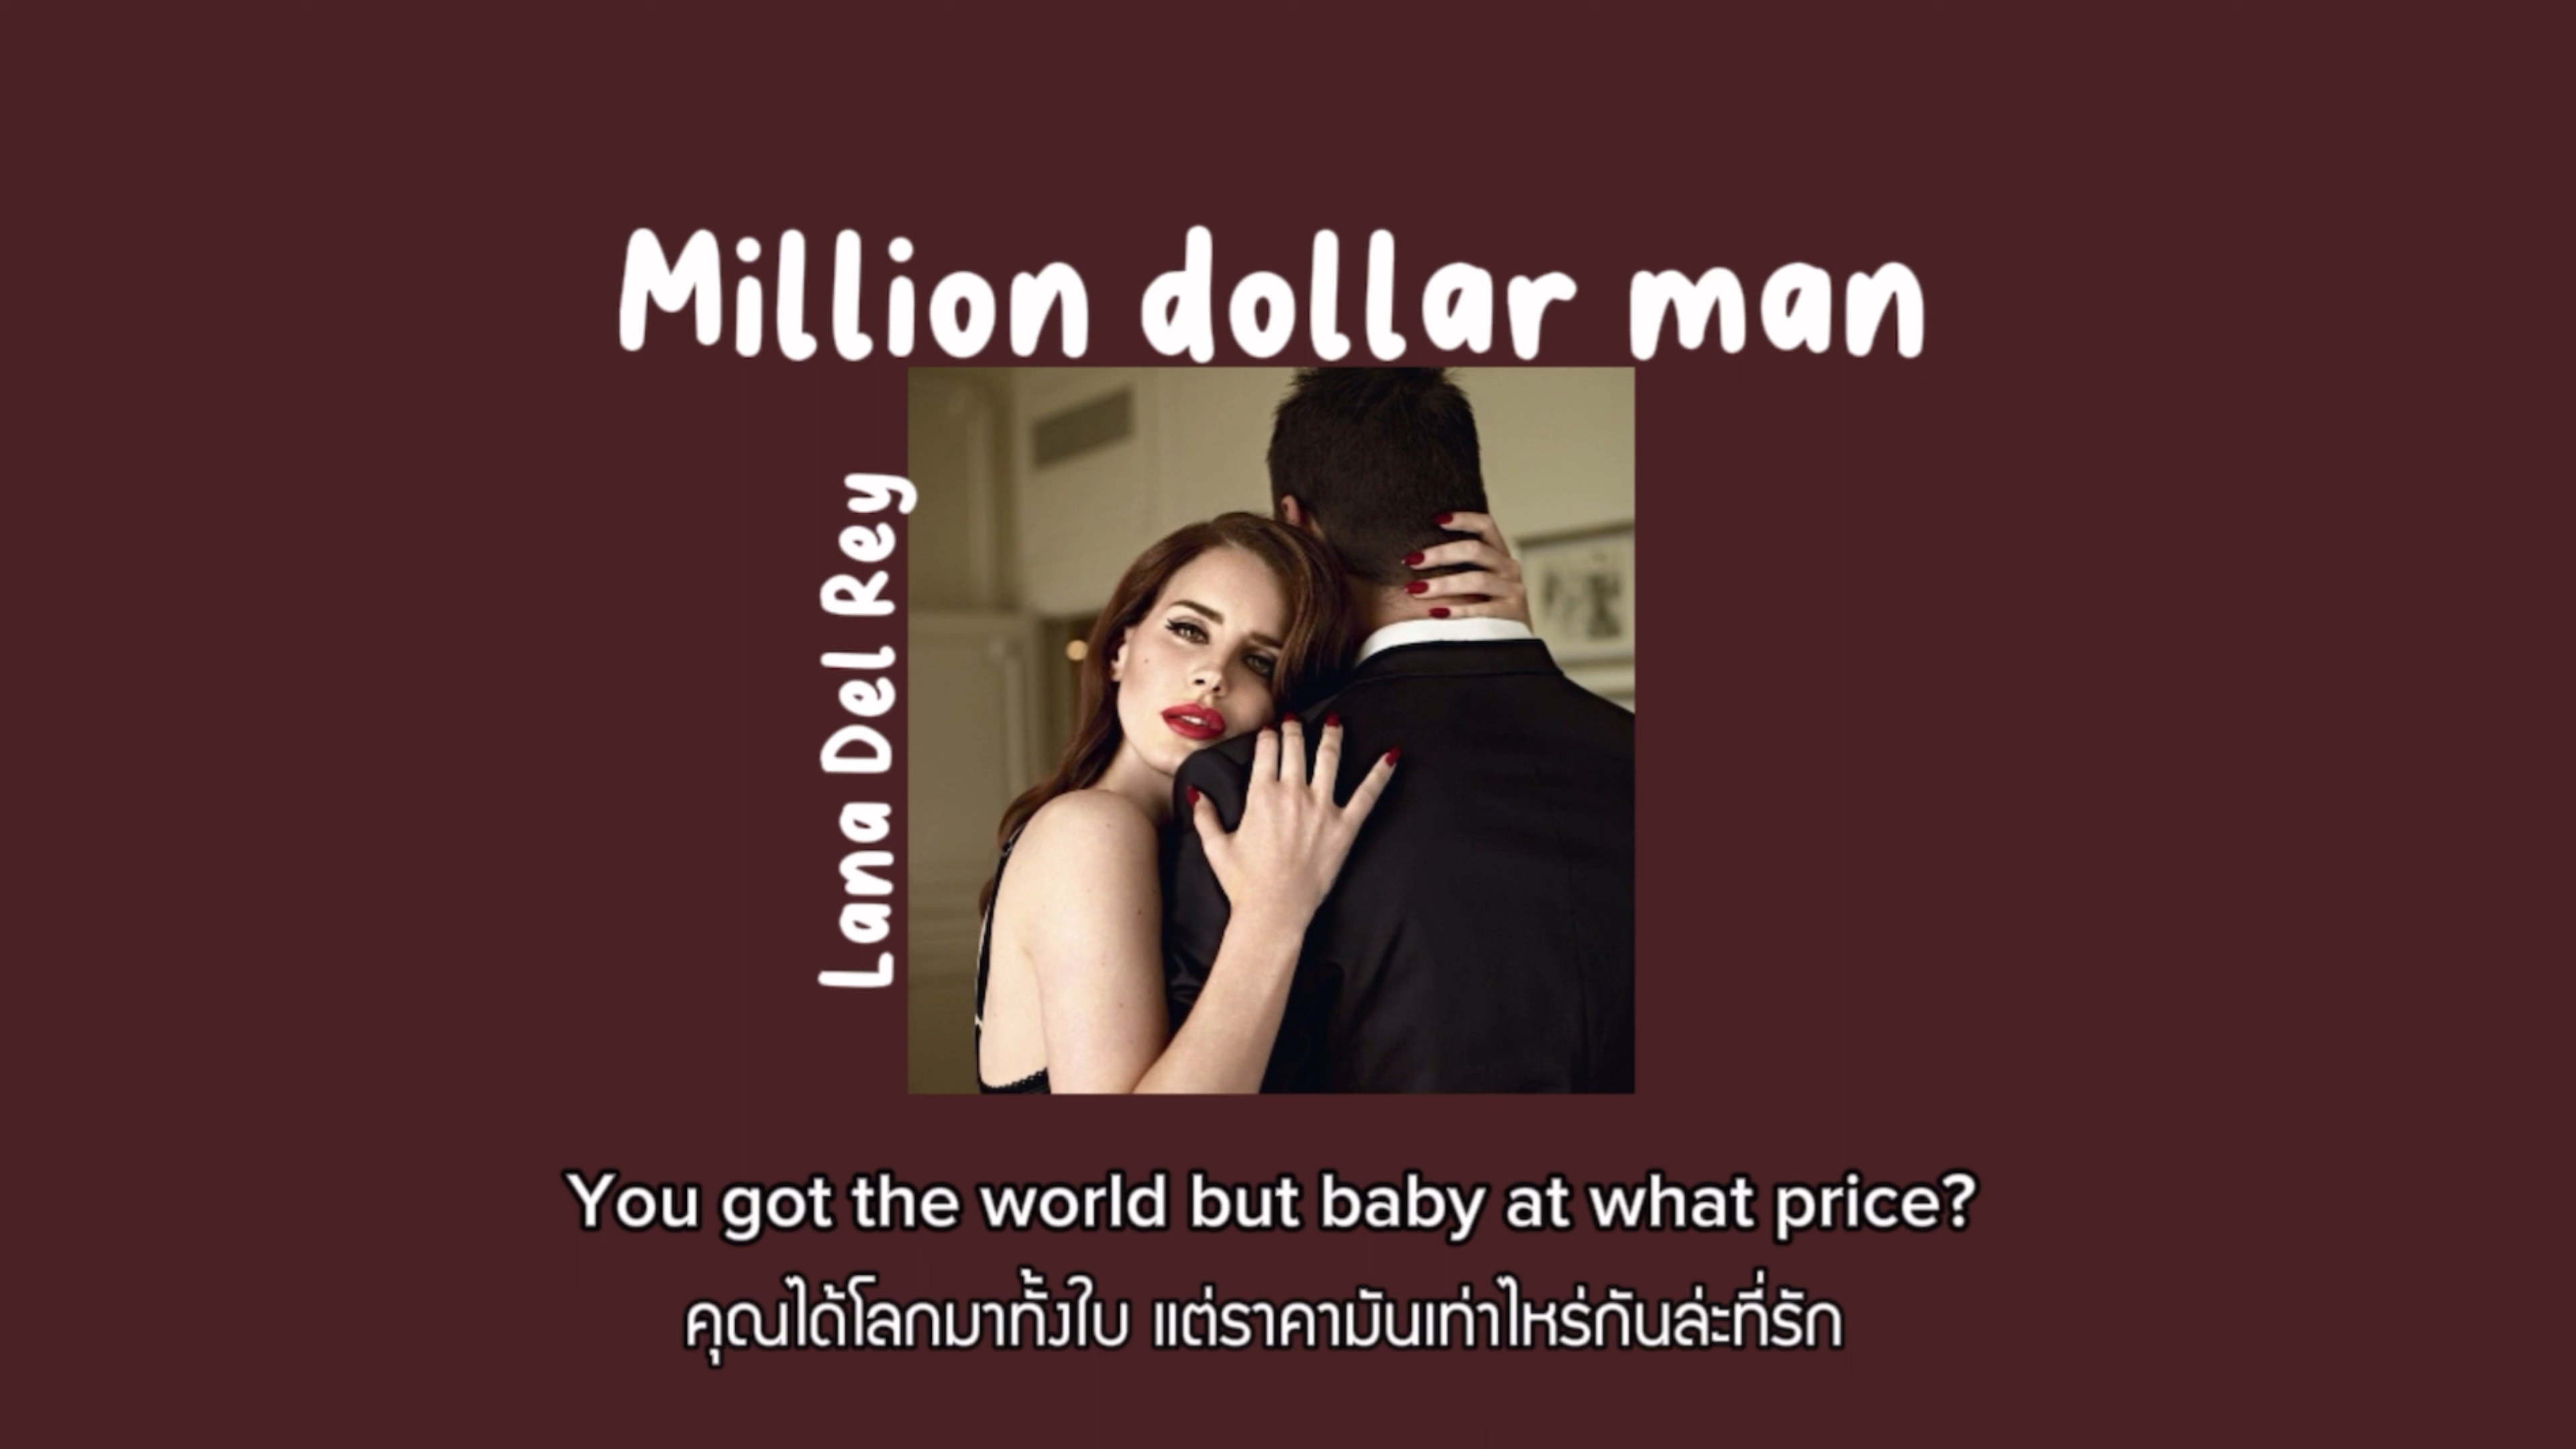 Million dollar man
Lana Del Rey
You got the world but baby at what price?
คุณได้โลกมาทั้งใบ แต่ราคามันเท่าไหร่กันล่ะที่รัก